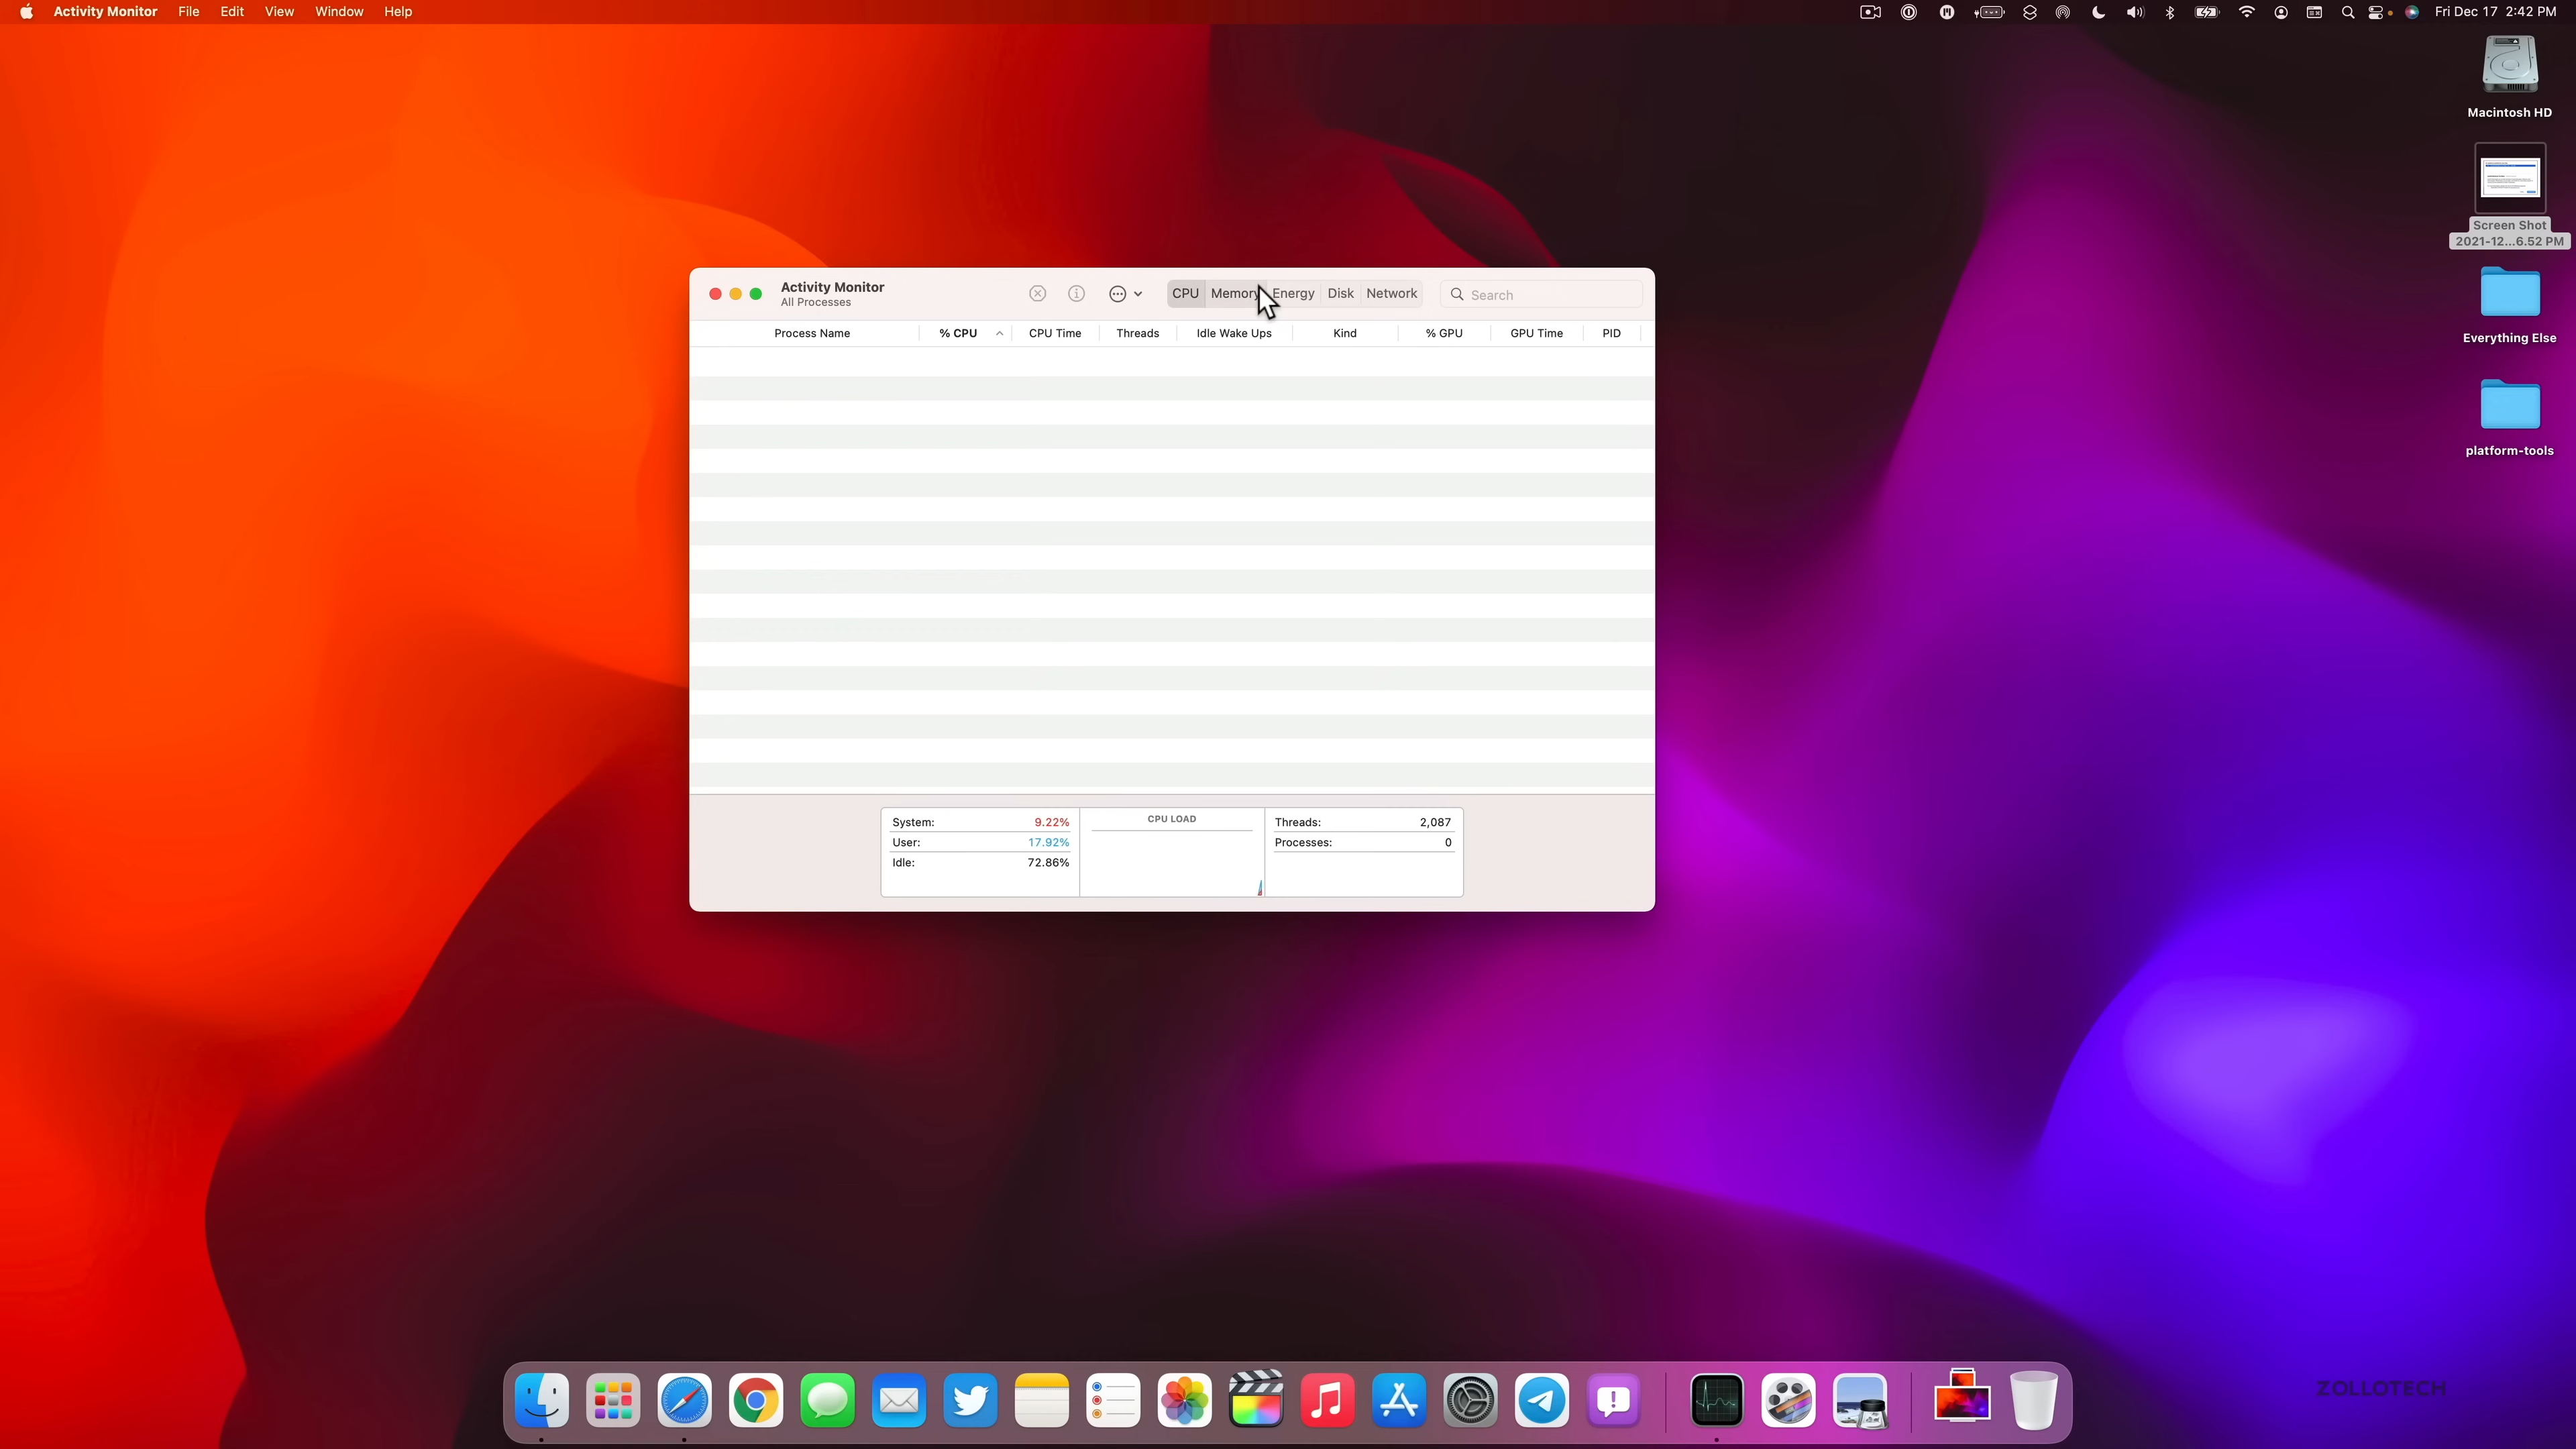 Activity Monitor File Edit View Window Help
Fri Dec 17 2:42 PM
Macintosh HD
Screen Shot
2021-12...6.52 PM
Everything Else
platform-tools
Activity Monitor
All Processes
CPU Memory Energy Disk Network
Search
Process Name % CPU CPU Time Threads Idle Wake Ups Kind % GPU GPU Time PID
System: 9.22%
User: 17.92%
Idle: 72.86%
CPU LOAD
Threads: 2,087
Processes: 0
ZOLLOTECH